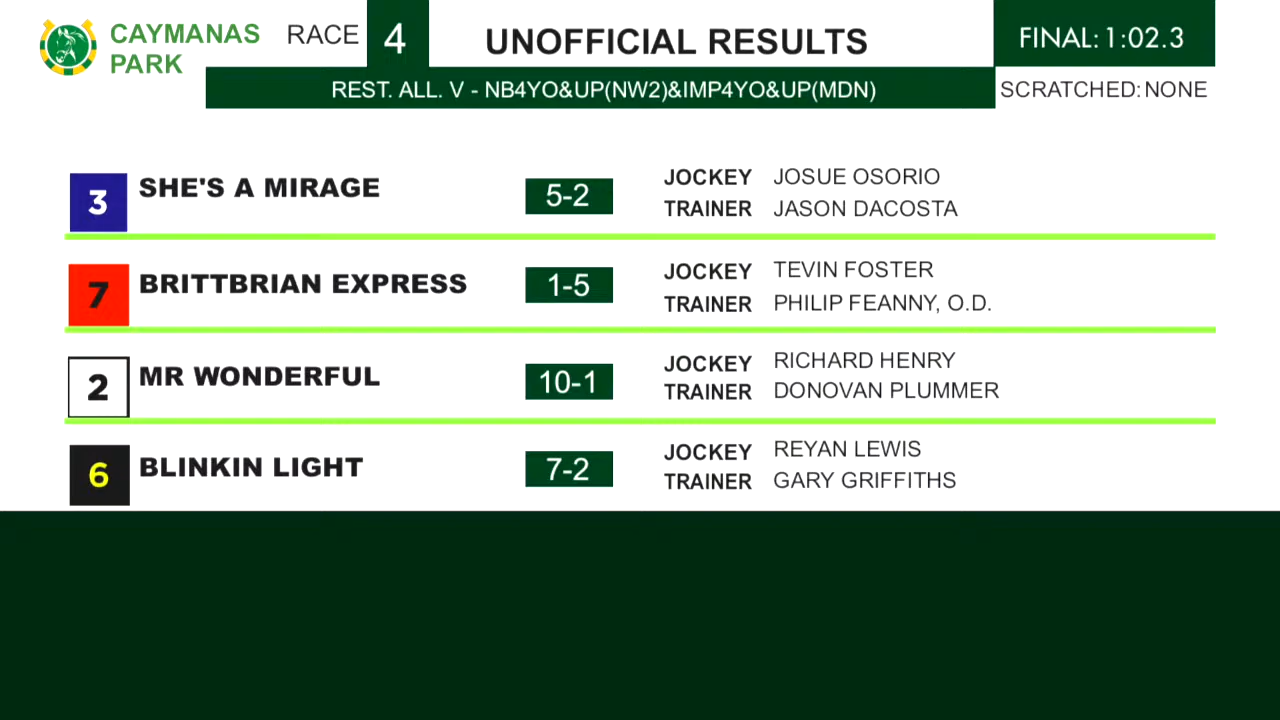 CAYMANAS PARK
RACE 4
UNOFFICIAL RESULTS
FINAL: 1:02.3
REST. ALL. V - NB4YO&UP(NW2)&IMP4YO&UP(MDN)
SCRATCHED: NONE
3 SHE'S A MIRAGE 5-2
JOCKEY JOSUE OSORIO
TRAINER JASON DACOSTA
7 BRITTBRIAN EXPRESS 1-5
JOCKEY TEVIN FOSTER
TRAINER PHILIP FEANNY, O.D.
2 MR WONDERFUL 10-1
JOCKEY RICHARD HENRY
TRAINER DONOVAN PLUMMER
6 BLINKIN LIGHT 7-2
JOCKEY REYAN LEWIS
TRAINER GARY GRIFFITHS